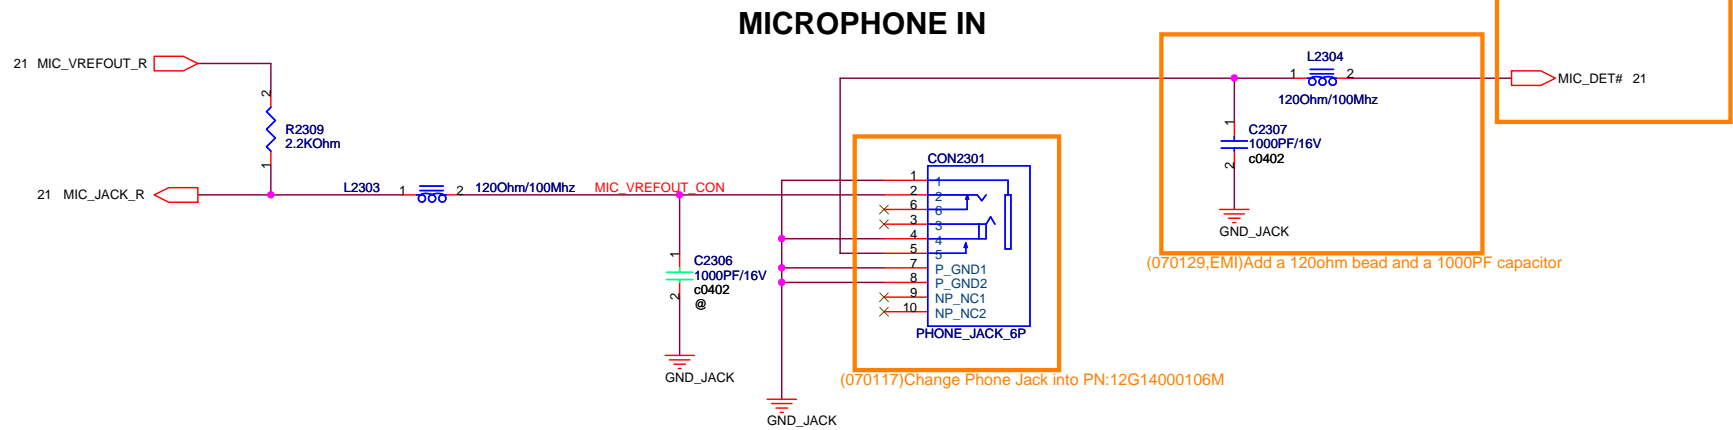 MICROPHONE IN
21 MIC_VREFOUT_R
2
R2309
2.2KOhm
1
21 MIC_JACK_R
L2303 1 2 120Ohm/100Mhz MIC_VREFOUT_CON
1
C2306
1000PF/16V
c0402
2
@
GND_JACK
GND_JACK
CON2301
1 1
2 2
6 6
3 3
4 4
5 5
7 P_GND1
8 P_GND2
9 NP_NC1
10 NP_NC2
PHONE_JACK_6P
(070117)Change Phone Jack into PN:12G14000106M
L2304
1 2
120Ohm/100Mhz
1
C2307
1000PF/16V
c0402
2
GND_JACK
(070129,EMI)Add a 120ohm bead and a 1000PF capacitor
MIC_DET# 21